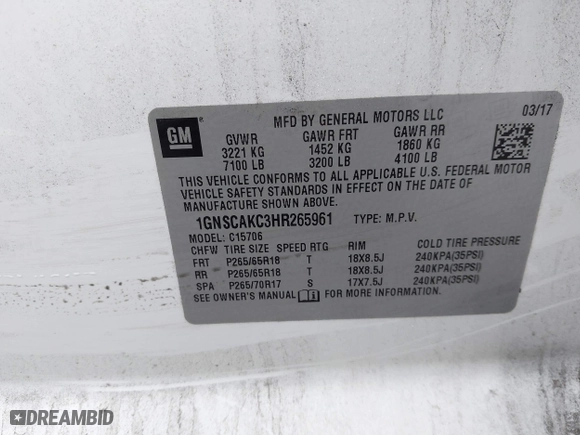 GM
MFD BY GENERAL MOTORS LLC
03/17
GVWR GAWR FRT GAWR RR
3221 KG 1452 KG 1860 KG
7100 LB 3200 LB 4100 LB
THIS VEHICLE CONFORMS TO ALL APPLICABLE U.S. FEDERAL MOTOR
VEHICLE SAFETY STANDARDS IN EFFECT ON THE DATE OF
MANUFACTURE SHOWN ABOVE.
1GNSCAKC3HR265961 TYPE: M.P.V.
MODEL: C15706
CHFW TIRE SIZE SPEED RTG RIM COLD TIRE PRESSURE
FRT P265/65R18 T 18X8.5J 240KPA(35PSI)
RR P265/65R18 T 18X8.5J 240KPA(35PSI)
SPA P265/70R17 S 17X7.5J 240KPA(35PSI)
SEE OWNER'S MANUAL FOR MORE INFORMATION.
DREAMBID